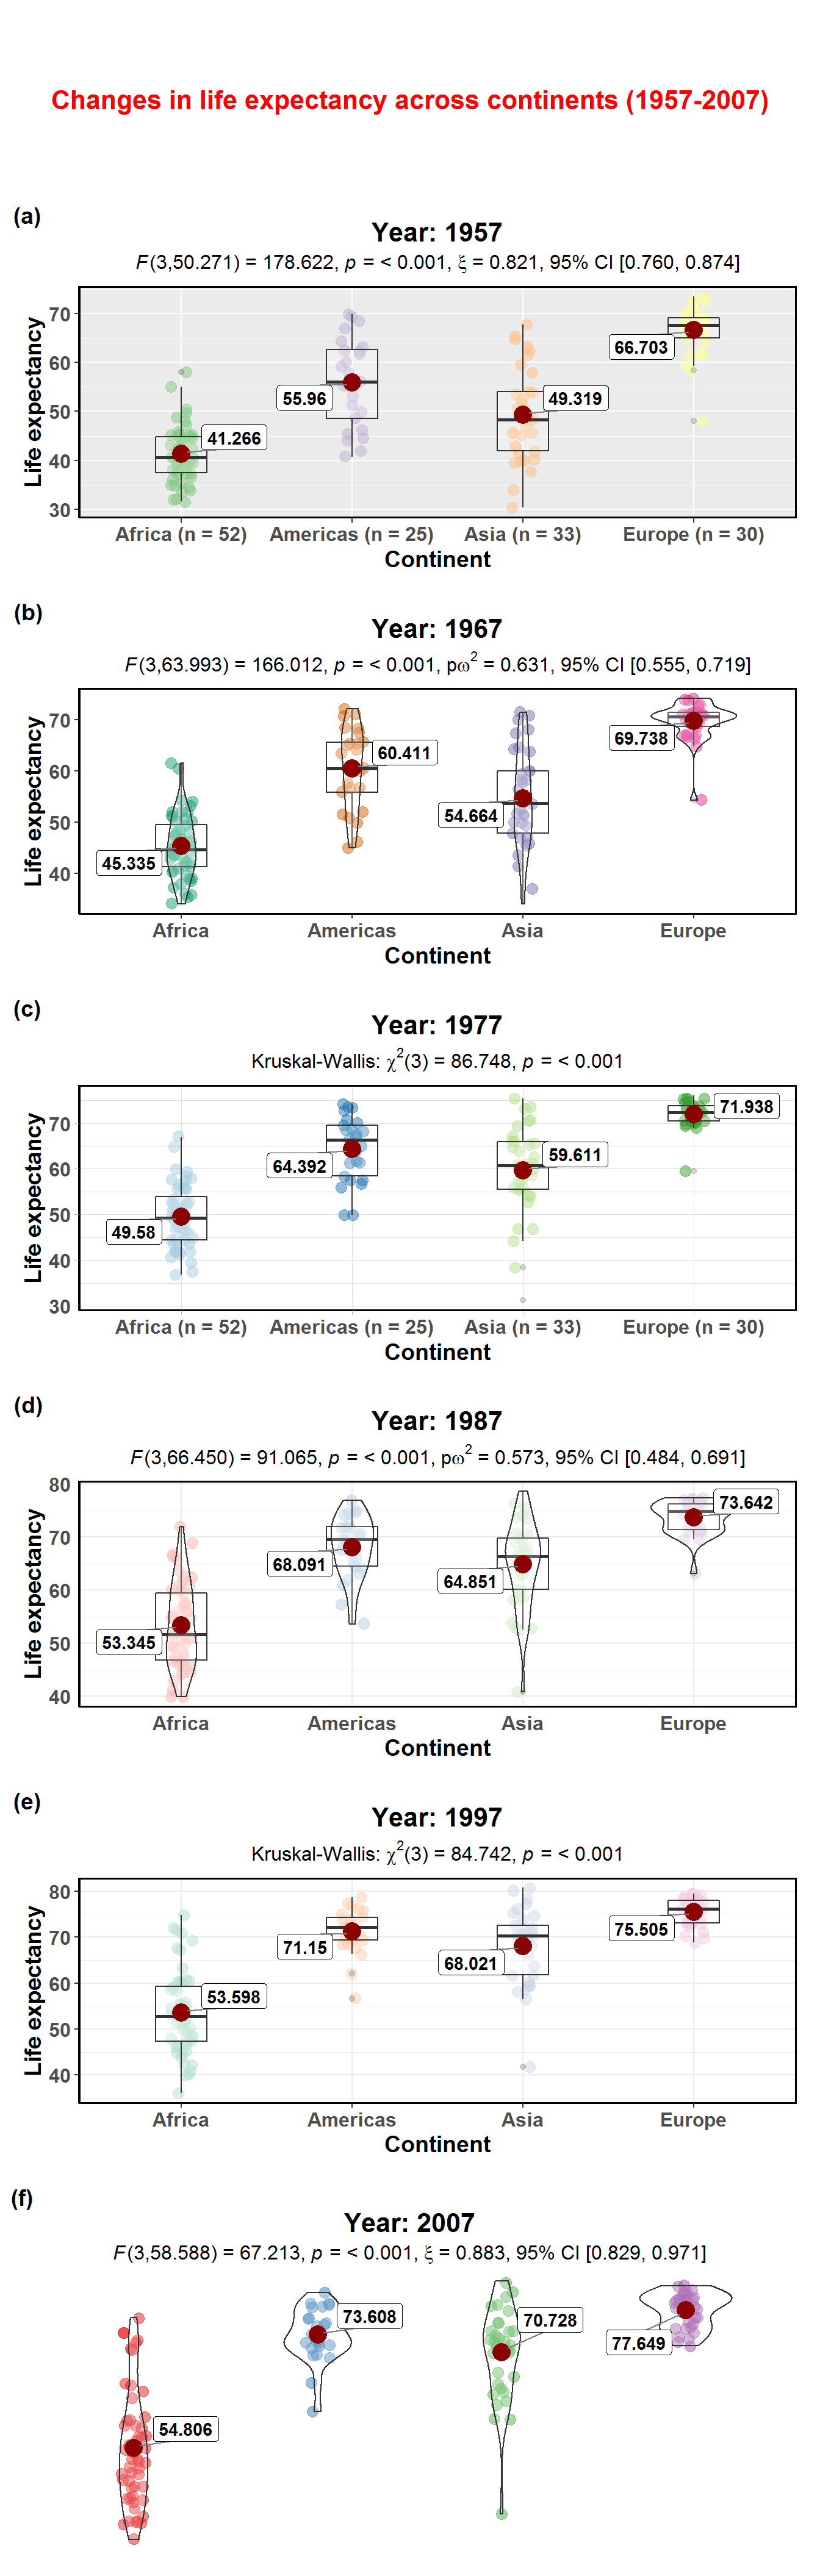 Changes in life expectancy across continents (1957-2007)
(a)
Year: 1957
F(3,50.271) = 178.622, p = < 0.001, ξ = 0.821, 95% CI [0.760, 0.874]
Life expectancy
70
60
50
40
30
41.266
55.96
49.319
66.703
Africa (n = 52) Americas (n = 25) Asia (n = 33) Europe (n = 30)
Continent
(b)
Year: 1967
F(3,63.993) = 166.012, p = < 0.001, pω² = 0.631, 95% CI [0.555, 0.719]
Life expectancy
70
60
50
40
45.335
60.411
54.664
69.738
Africa Americas Asia Europe
Continent
(c)
Year: 1977
Kruskal-Wallis: χ²(3) = 86.748, p = < 0.001
Life expectancy
70
60
50
40
30
49.58
64.392
59.611
71.938
Africa (n = 52) Americas (n = 25) Asia (n = 33) Europe (n = 30)
Continent
(d)
Year: 1987
F(3,66.450) = 91.065, p = < 0.001, pω² = 0.573, 95% CI [0.484, 0.691]
Life expectancy
80
70
60
50
40
53.345
68.091
64.851
73.642
Africa Americas Asia Europe
Continent
(e)
Year: 1997
Kruskal-Wallis: χ²(3) = 84.742, p = < 0.001
Life expectancy
80
70
60
50
40
53.598
71.15
68.021
75.505
Africa Americas Asia Europe
Continent
(f)
Year: 2007
F(3,58.588) = 67.213, p = < 0.001, ξ = 0.883, 95% CI [0.829, 0.971]
54.806
73.608
70.728
77.649